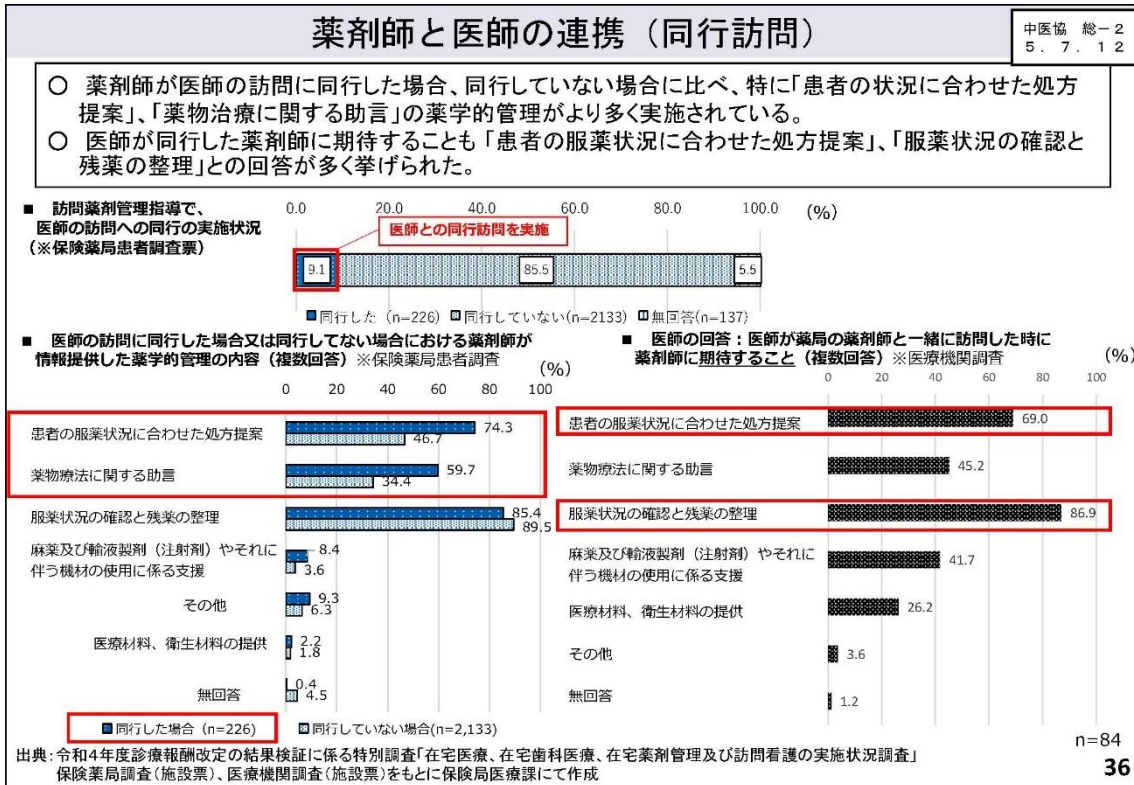 薬剤師と医師の連携（同行訪問）
中医協　総－２
５．７．１２
○ 薬剤師が医師の訪問に同行した場合、同行していない場合に比べ、特に「患者の状況に合わせた処方
提案」、「薬物治療に関する助言」の薬学的管理がより多く実施されている。
○ 医師が同行した薬剤師に期待することも「患者の服薬状況に合わせた処方提案」、「服薬状況の確認と
残薬の整理」との回答が多く挙げられた。
■ 訪問薬剤管理指導で、
医師の訪問への同行の実施状況
（※保険薬局患者調査票）
0.0 20.0 40.0 60.0 80.0 100.0 (%)
医師との同行訪問を実施
9.1 85.5 5.5
同行した（n=226） 同行していない(n=2133) 無回答(n=137)
■ 医師の訪問に同行した場合又は同行してない場合における薬剤師が
情報提供した薬学的管理の内容（複数回答）※保険薬局患者調査
(%)
0 20 40 60 80 100
患者の服薬状況に合わせた処方提案
74.3
46.7
薬物療法に関する助言
59.7
34.4
服薬状況の確認と残薬の整理
85.4
89.5
麻薬及び輸液製剤（注射剤）やそれに
伴う機材の使用に係る支援
8.4
3.6
その他
9.3
6.3
医療材料、衛生材料の提供
2.2
1.8
無回答
0.4
4.5
同行した場合（n=226） 同行していない場合(n=2,133)
■ 医師の回答：医師が薬局の薬剤師と一緒に訪問した時に
薬剤師に期待すること（複数回答）※医療機関調査
(%)
0 20 40 60 80 100
患者の服薬状況に合わせた処方提案 69.0
薬物療法に関する助言 45.2
服薬状況の確認と残薬の整理 86.9
麻薬及び輸液製剤（注射剤）やそれに
伴う機材の使用に係る支援 41.7
医療材料、衛生材料の提供 26.2
その他 3.6
無回答 1.2
n=84
出典：令和４年度診療報酬改定の結果検証に係る特別調査「在宅医療、在宅歯科医療、在宅薬剤管理及び訪問看護の実施状況調査」
保険薬局調査（施設票）、医療機関調査（施設票）をもとに保険局医療課にて作成
36